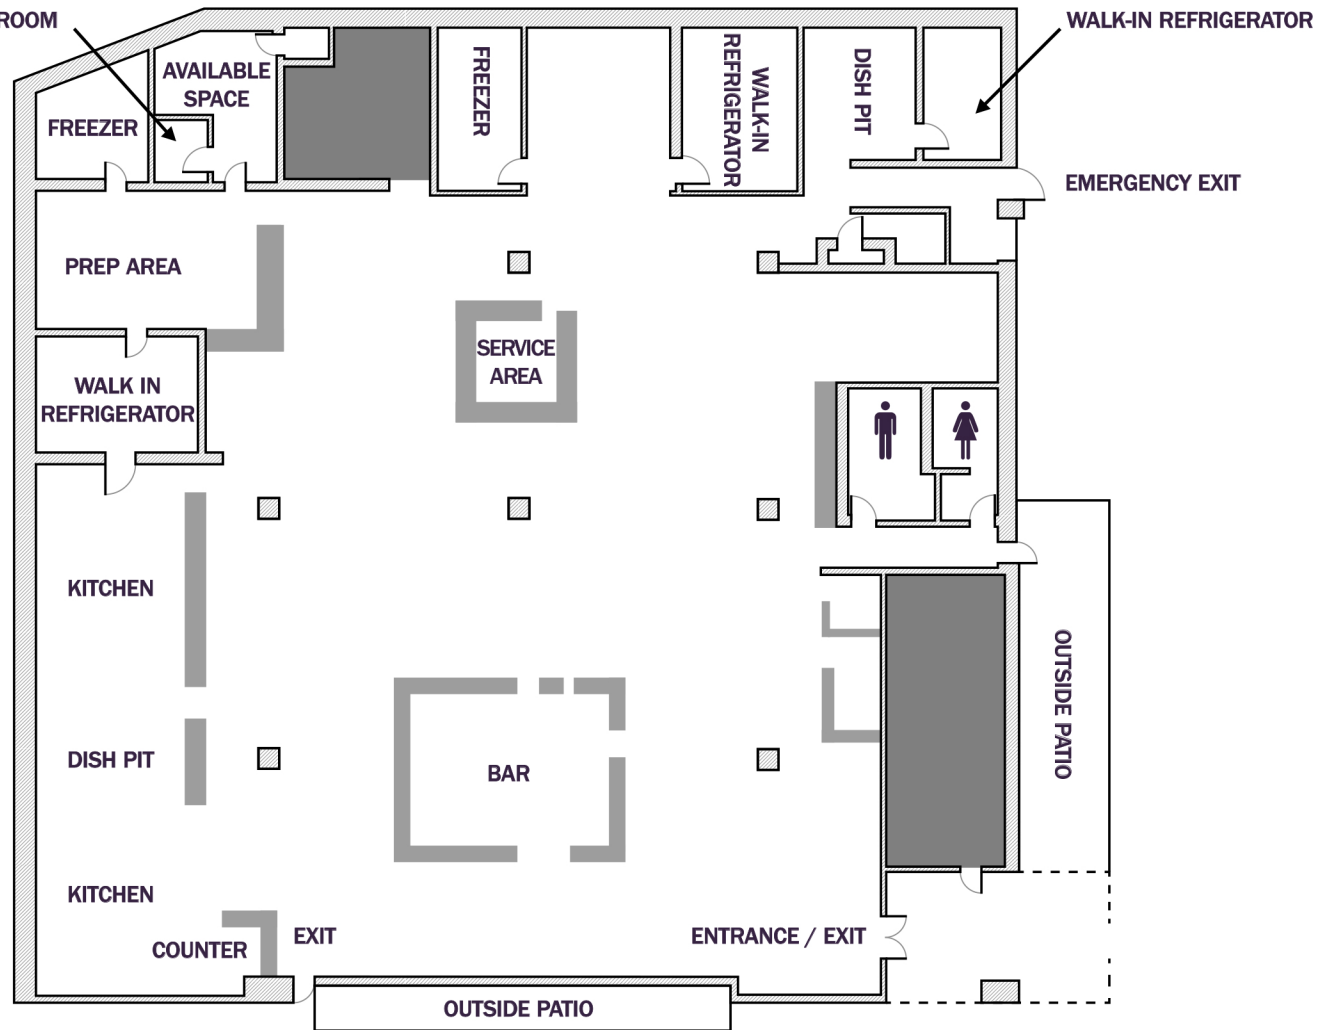 ROOM
WALK-IN REFRIGERATOR
AVAILABLE
SPACE
FREEZER
FREEZER
WALK-IN
REFRIGERATOR
DISH PIT
EMERGENCY EXIT
PREP AREA
SERVICE
AREA
WALK IN
REFRIGERATOR
KITCHEN
OUTSIDE PATIO
DISH PIT
BAR
KITCHEN
COUNTER
EXIT
ENTRANCE / EXIT
OUTSIDE PATIO